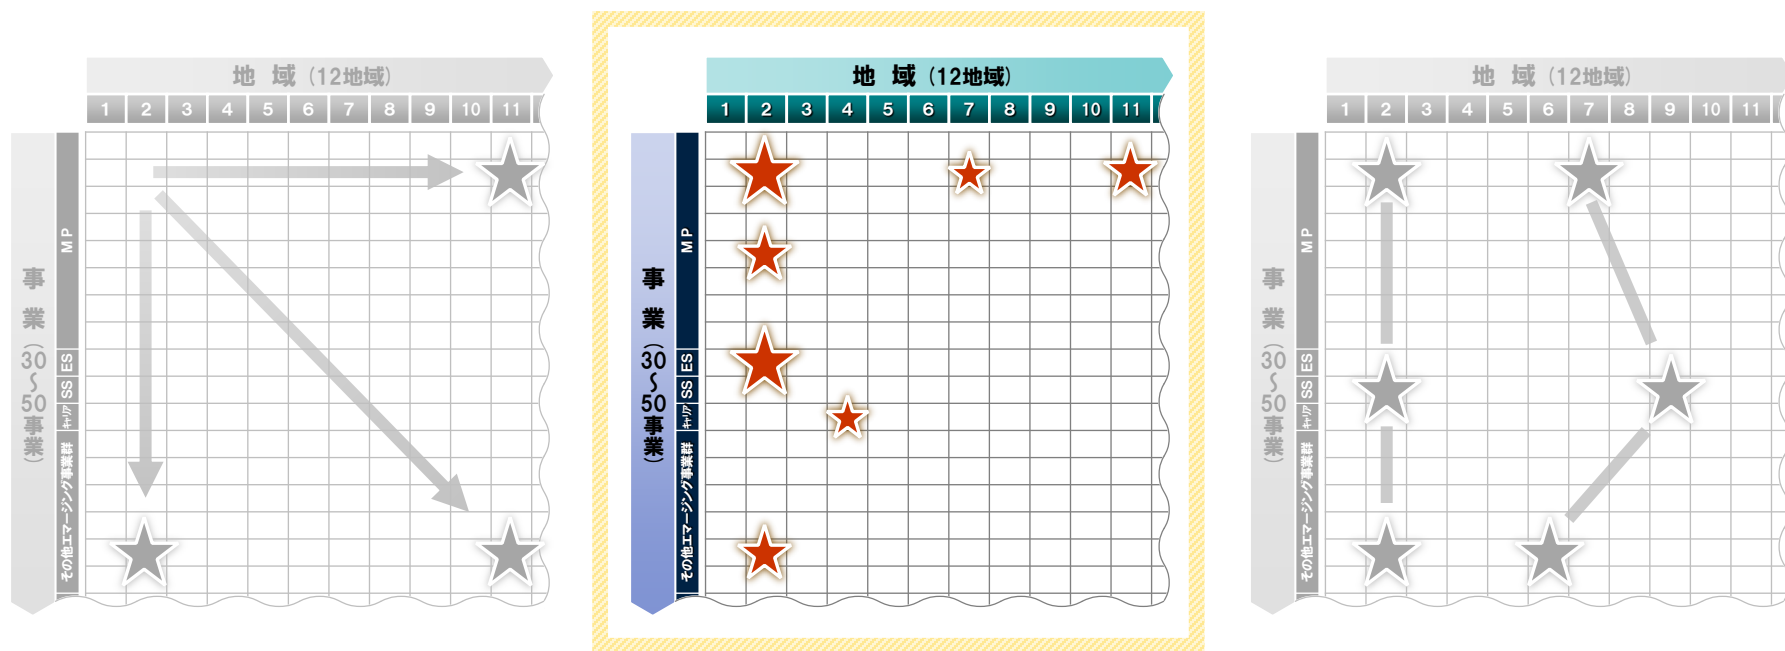 地 域（12地域）
1 2 3 4 5 6 7 8 9 10 11
事 業（30～50事業）
MP
ES
SS
キャリア
その他エマージング事業群
地 域（12地域）
1 2 3 4 5 6 7 8 9 10 11
事 業（30～50事業）
MP
ES
SS
キャリア
その他エマージング事業群
地 域（12地域）
1 2 3 4 5 6 7 8 9 10 11
事 業（30～50事業）
MP
ES
SS
キャリア
その他エマージング事業群